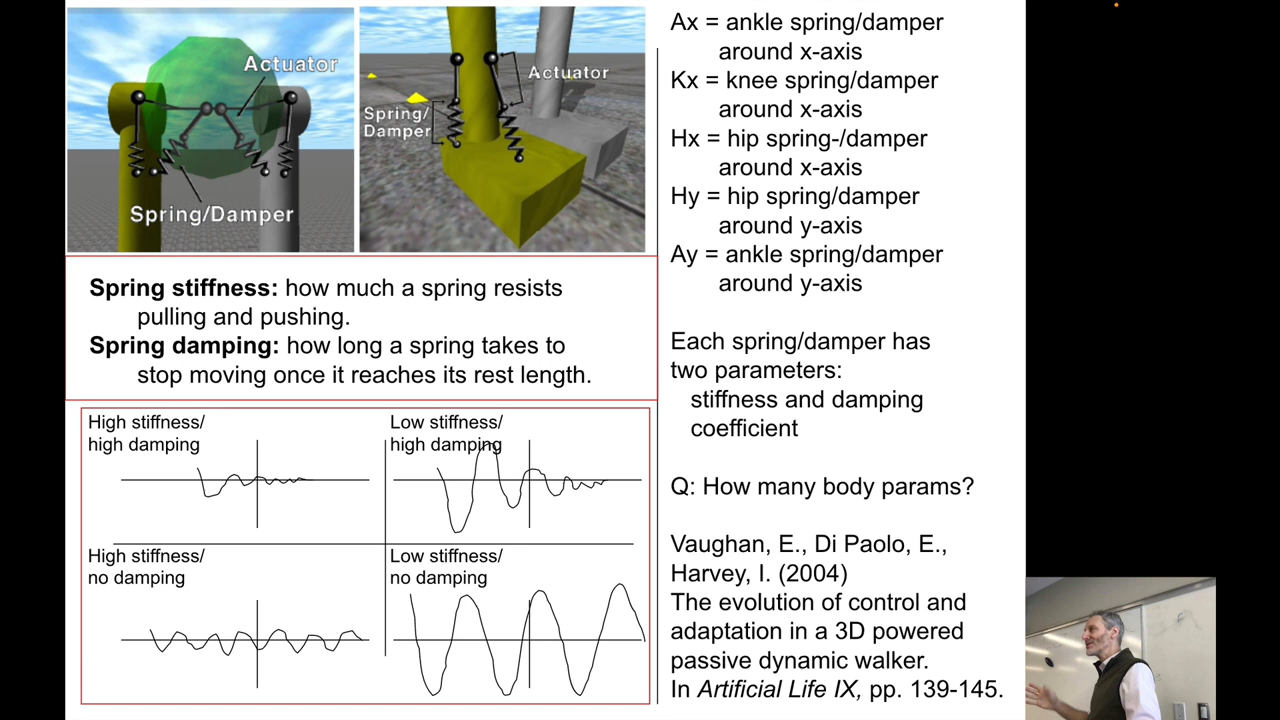 Actuator
Spring/Damper
Actuator
Spring/
Damper
Spring stiffness: how much a spring resists
pulling and pushing.
Spring damping: how long a spring takes to
stop moving once it reaches its rest length.
High stiffness/
high damping
Low stiffness/
high damping
High stiffness/
no damping
Low stiffness/
no damping
Ax = ankle spring/damper
around x-axis
Kx = knee spring/damper
around x-axis
Hx = hip spring-/damper
around x-axis
Hy = hip spring/damper
around y-axis
Ay = ankle spring/damper
around y-axis
Each spring/damper has
two parameters:
stiffness and damping
coefficient
Q: How many body params?
Vaughan, E., Di Paolo, E.,
Harvey, I. (2004)
The evolution of control and
adaptation in a 3D powered
passive dynamic walker.
In Artificial Life IX, pp. 139-145.